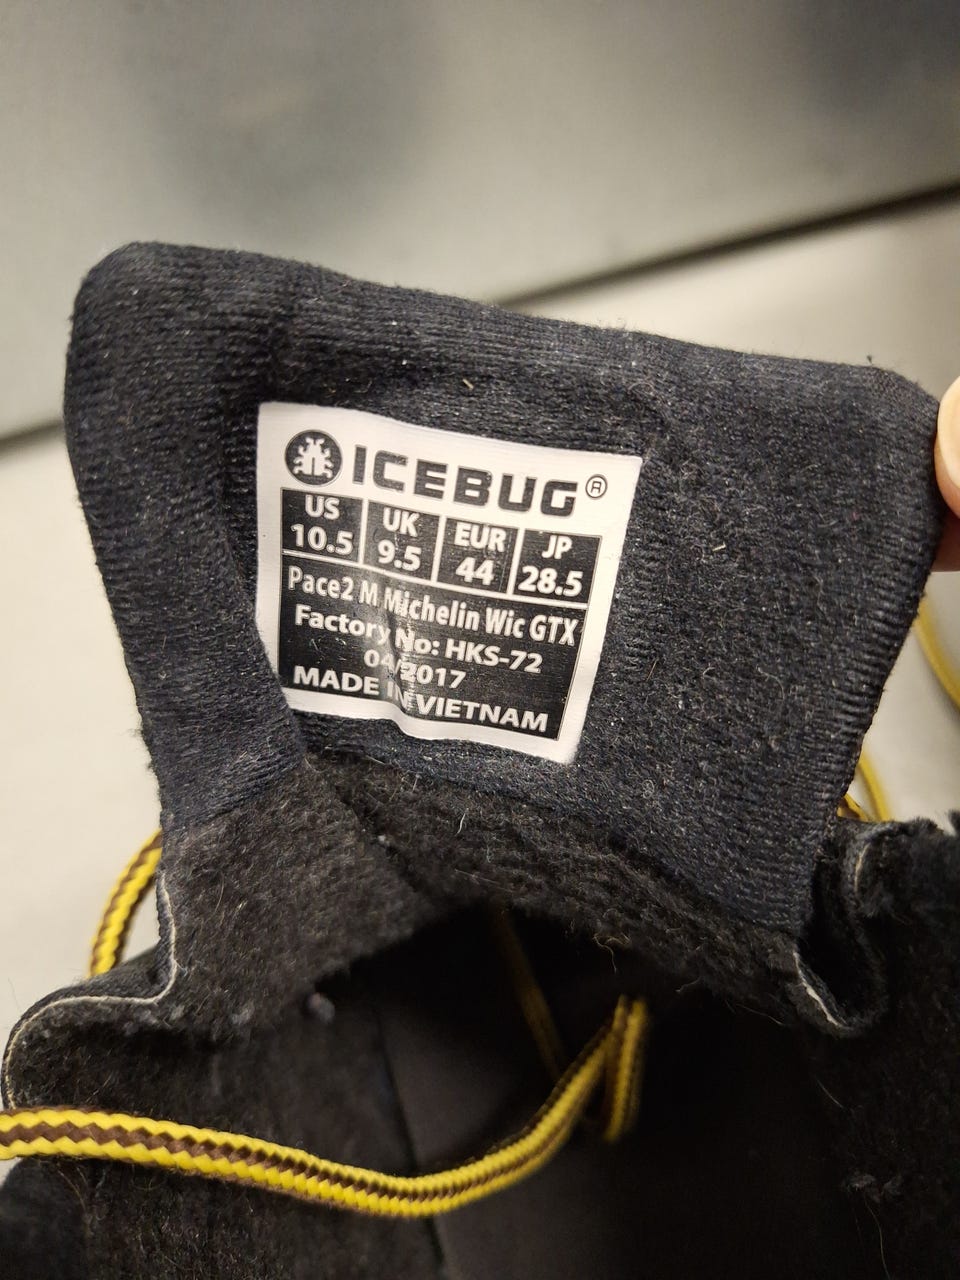 ICEBUG®
US UK EUR JP
10.5 9.5 44 28.5
Pace2 M Michelin Wic GTX
Factory No: HKS-72
04/2017
MADE IN VIETNAM